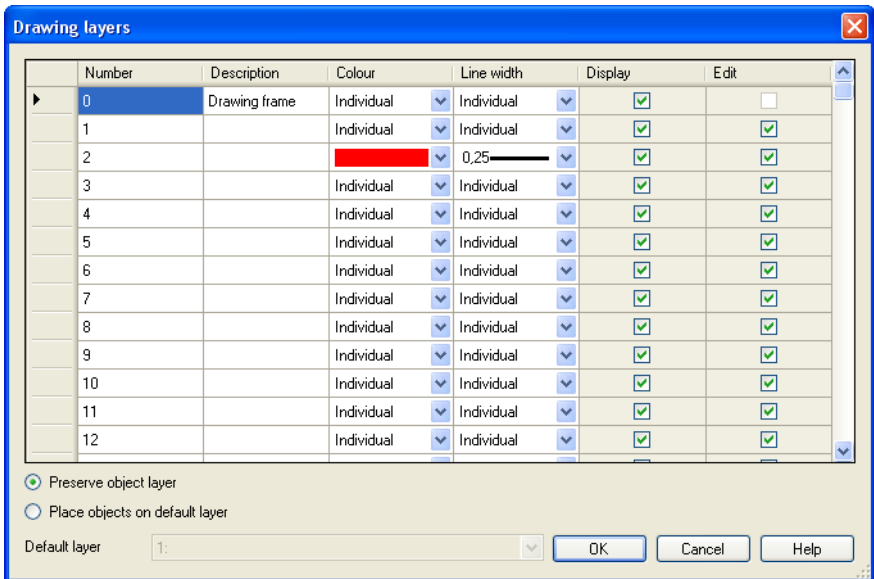 Drawing layers
Number Description Colour Line width Display Edit
0 Drawing frame Individual Individual
1 Individual Individual
2 0,25
3 Individual Individual
4 Individual Individual
5 Individual Individual
6 Individual Individual
7 Individual Individual
8 Individual Individual
9 Individual Individual
10 Individual Individual
11 Individual Individual
12 Individual Individual
Preserve object layer
Place objects on default layer
Default layer 1: OK Cancel Help